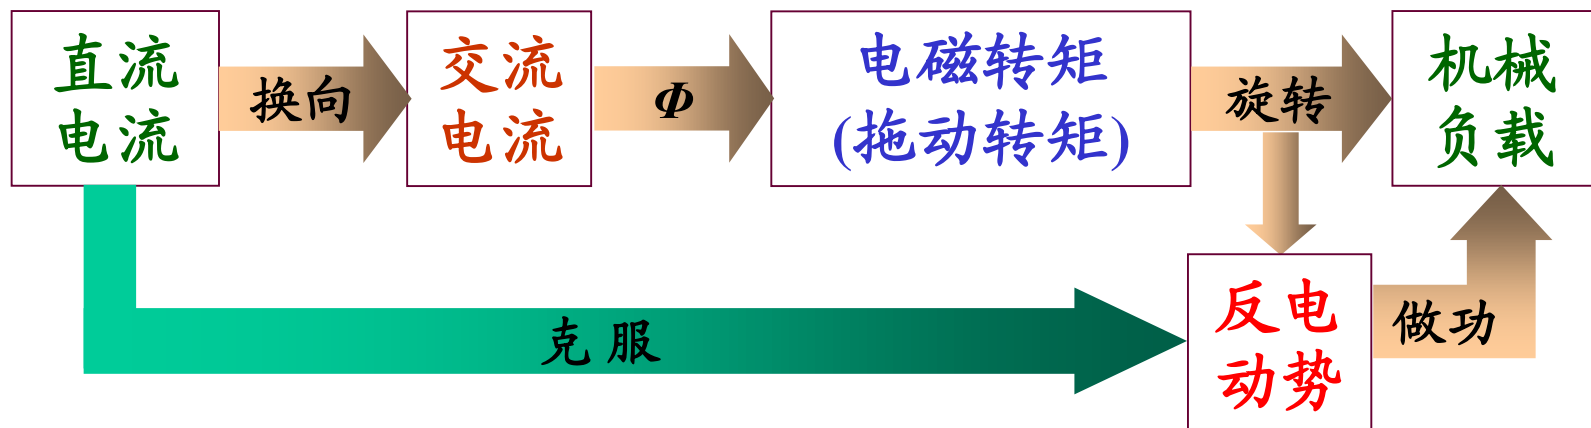 直流
电流
换向
交流
电流
Φ
电磁转矩
(拖动转矩)
旋转
机械
负载
克服
反电
动势
做功